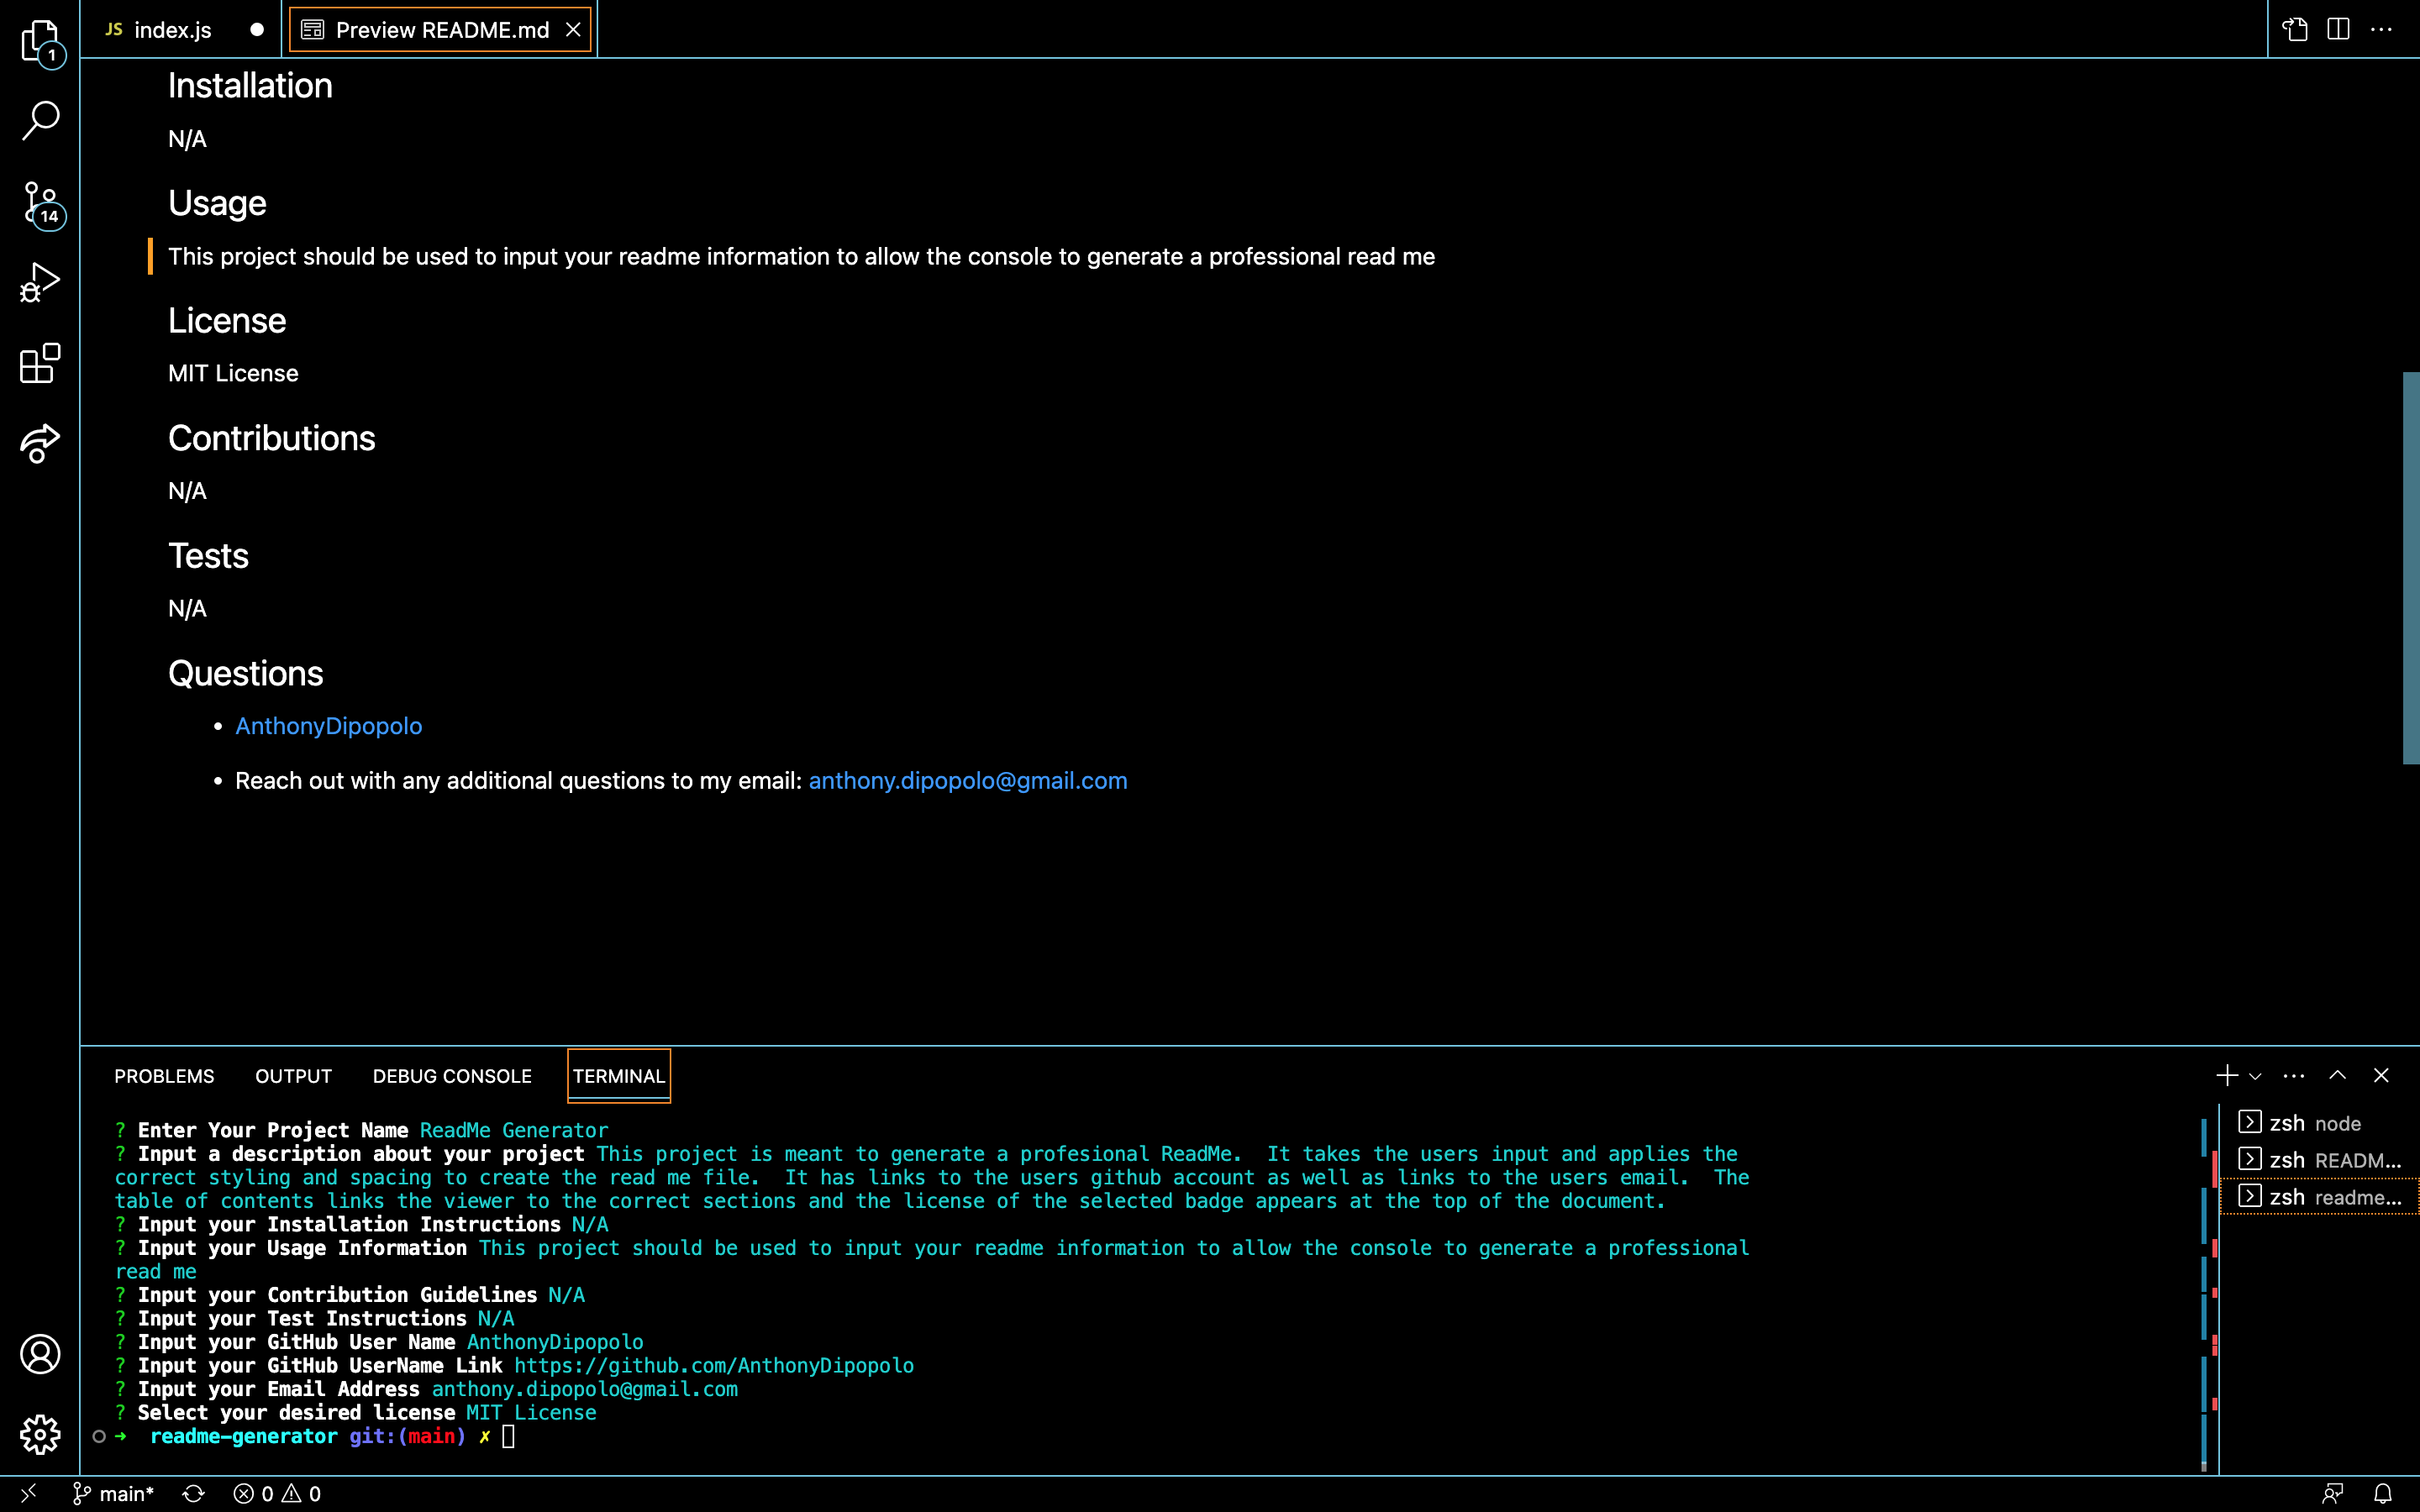 JS index.js
Preview README.md
1
14
Installation
N/A
Usage
This project should be used to input your readme information to allow the console to generate a professional read me
License
MIT License
Contributions
N/A
Tests
N/A
Questions
• AnthonyDipopolo
• Reach out with any additional questions to my email: anthony.dipopolo@gmail.com
PROBLEMS OUTPUT DEBUG CONSOLE TERMINAL
? Enter Your Project Name ReadMe Generator
? Input a description about your project This project is meant to generate a profesional ReadMe.  It takes the users input and applies the
correct styling and spacing to create the read me file.  It has links to the users github account as well as links to the users email.  The
table of contents links the viewer to the correct sections and the license of the selected badge appears at the top of the document.
? Input your Installation Instructions N/A
? Input your Usage Information This project should be used to input your readme information to allow the console to generate a professional
read me
? Input your Contribution Guidelines N/A
? Input your Test Instructions N/A
? Input your GitHub User Name AnthonyDipopolo
? Input your GitHub UserName Link https://github.com/AnthonyDipopolo
? Input your Email Address anthony.dipopolo@gmail.com
? Select your desired license MIT License
➜  readme-generator git:(main) ✗
zsh node
zsh READM...
zsh readme...
main* 0 0